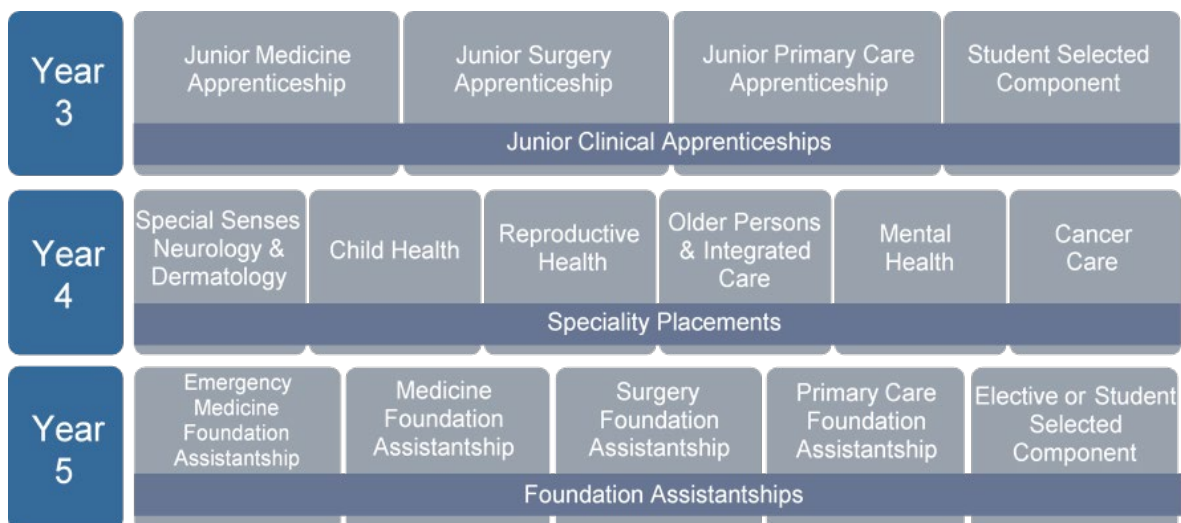 Year
3
Junior Medicine
Apprenticeship
Junior Surgery
Apprenticeship
Junior Primary Care
Apprenticeship
Student Selected
Component
Junior Clinical Apprenticeships
Year
4
Special Senses
Neurology &
Dermatology
Child Health
Reproductive
Health
Older Persons
& Integrated
Care
Mental
Health
Cancer
Care
Speciality Placements
Year
5
Emergency
Medicine
Foundation
Assistantship
Medicine
Foundation
Assistantship
Surgery
Foundation
Assistantship
Primary Care
Foundation
Assistantship
Elective or Student
Selected
Component
Foundation Assistantships